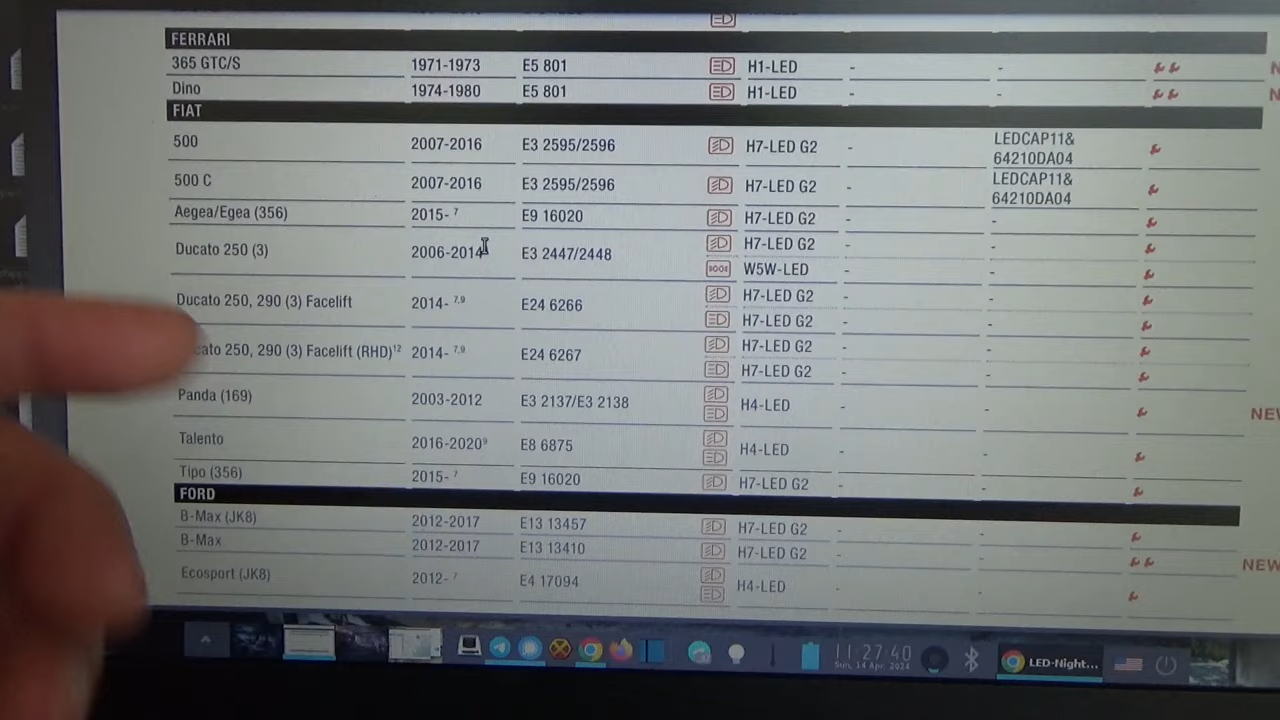 FERRARI
365 GTC/S 1971-1973 E5 801 H1-LED - - N
Dino 1974-1980 E5 801 H1-LED - - N
FIAT
500 2007-2016 E3 2595/2596 H7-LED G2 - LEDCAP11&
64210DA04
500 C 2007-2016 E3 2595/2596 H7-LED G2 - LEDCAP11&
64210DA04
Aegea/Egea (356) 2015- 7 E9 16020 H7-LED G2 - -
Ducato 250 (3) 2006-2014 E3 2447/2448 H7-LED G2 - -
W5W-LED - -
Ducato 250, 290 (3) Facelift 2014- 7,9 E24 6266 H7-LED G2 - -
H7-LED G2 - -
cato 250, 290 (3) Facelift (RHD)12 2014- 7,9 E24 6267 H7-LED G2 - -
H7-LED G2 - -
Panda (169) 2003-2012 E3 2137/E3 2138 H4-LED - - NEW
Talento 2016-20209 E8 6875 H4-LED - -
Tipo (356) 2015- 7 E9 16020 H7-LED G2 - -
FORD
B-Max (JK8) 2012-2017 E13 13457 H7-LED G2 - -
B-Max 2012-2017 E13 13410 H7-LED G2 - - NEW
Ecosport (JK8) 2012- 7 E4 17094 H4-LED - -
11:27:40
Sun, 14 Apr, 2024
LED-Night...